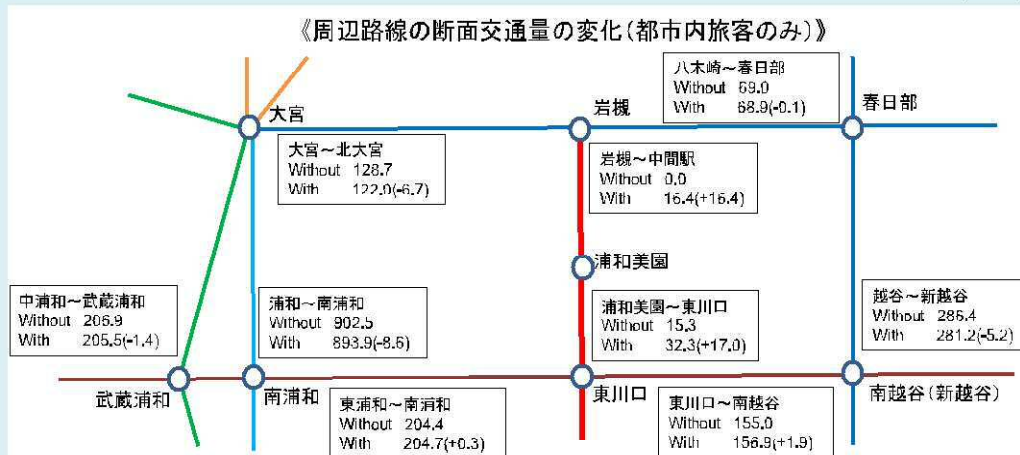 《周辺路線の断面交通量の変化(都市内旅客のみ)》
八木崎~春日部
Without 69.0
With 68.9(-0.1)
大宮
岩槻
春日部
大宮~北大宮
Without 128.7
With 122.0(-6.7)
岩槻~中間駅
Without 0.0
With 16.4(+16.4)
浦和美園
中浦和~武蔵浦和
Without 206.9
With 205.5(-1.4)
浦和~南浦和
Without 902.5
With 893.9(-8.6)
浦和美園~東川口
Without 15.3
With 32.3(+17.0)
越谷~新越谷
Without 286.4
With 281.2(-5.2)
武蔵浦和
南浦和
東川口
南越谷(新越谷)
東浦和~南浦和
Without 204.4
With 204.7(+0.3)
東川口~南越谷
Without 155.0
With 156.9(+1.9)